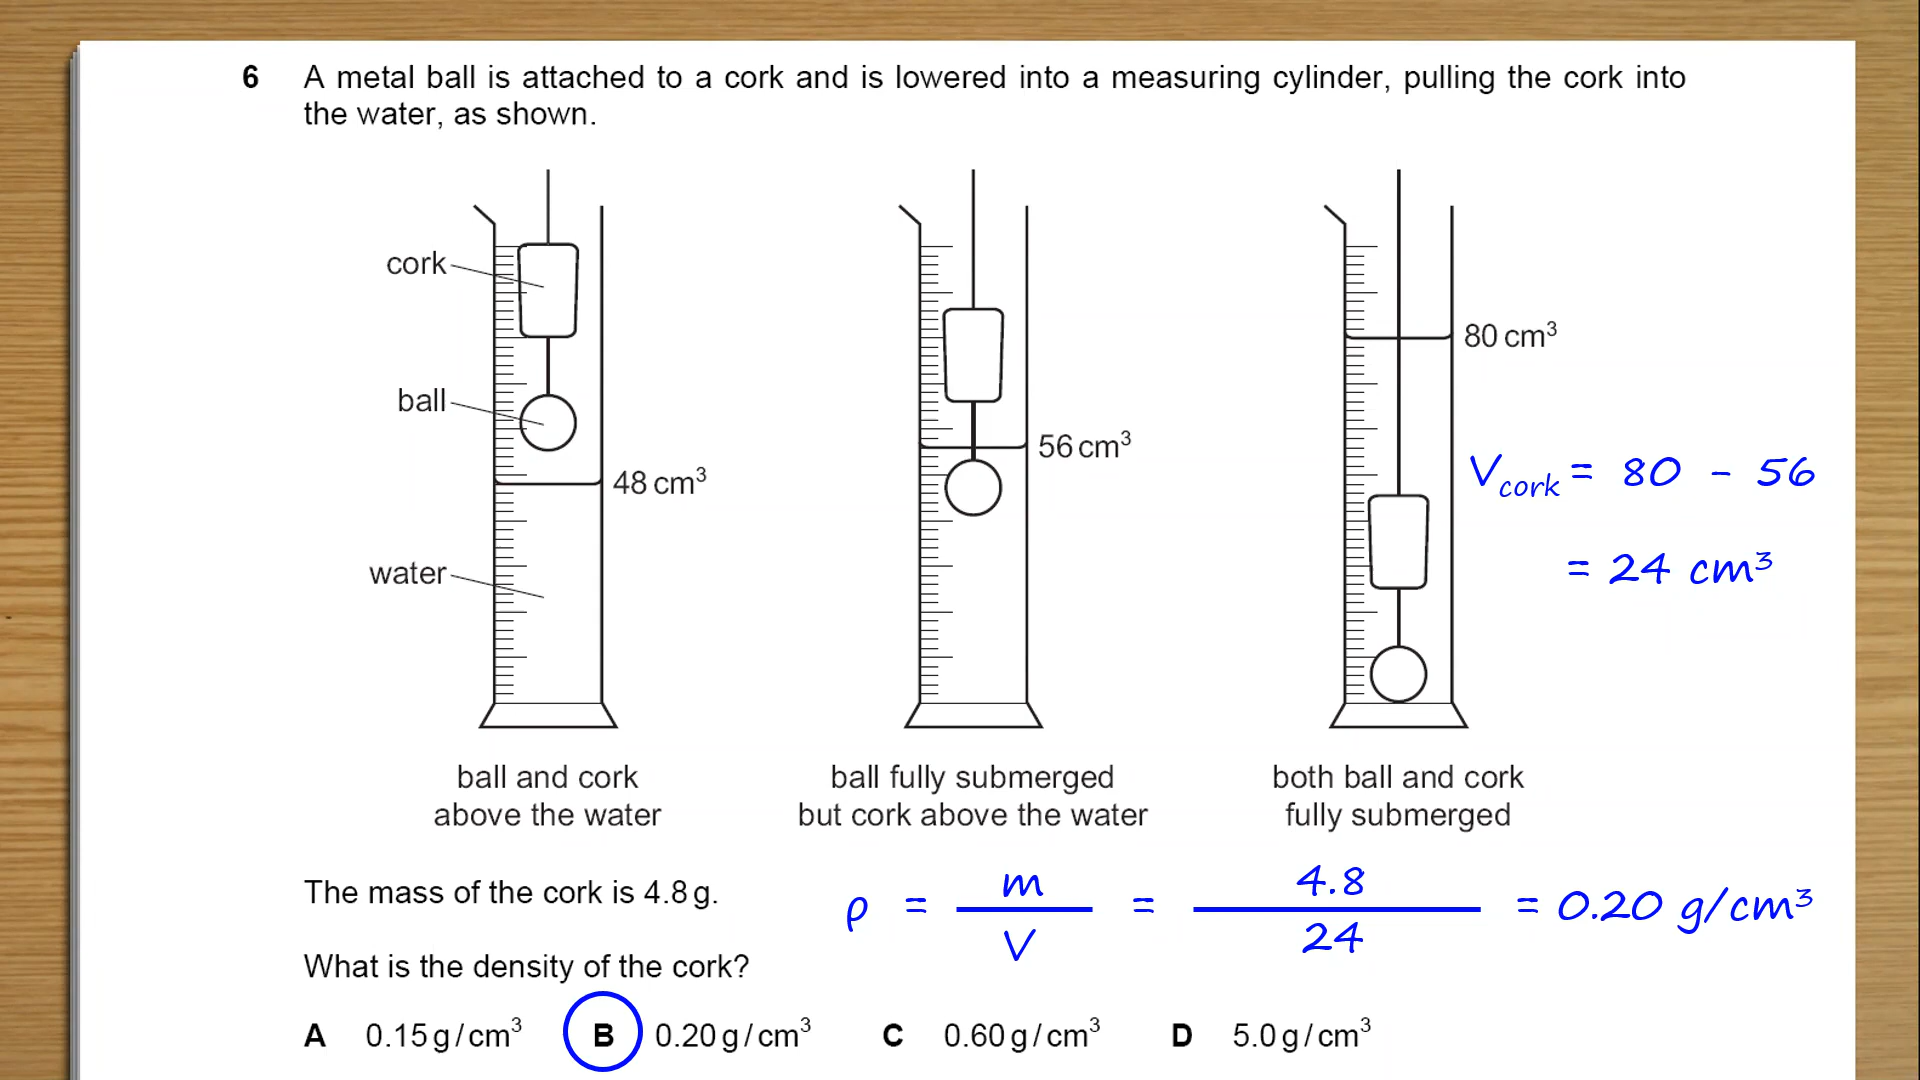 6 A metal ball is attached to a cork and is lowered into a measuring cylinder, pulling the cork into
the water, as shown.
cork
ball
48 cm³
water
56 cm³
80 cm³
V cork = 80 - 56
= 24 cm³
ball and cork
above the water
ball fully submerged
but cork above the water
both ball and cork
fully submerged
The mass of the cork is 4.8 g.
ρ = m / V = 4.8 / 24 = 0.20 g/cm³
What is the density of the cork?
A 0.15 g / cm³ B 0.20 g / cm³ C 0.60 g / cm³ D 5.0 g / cm³